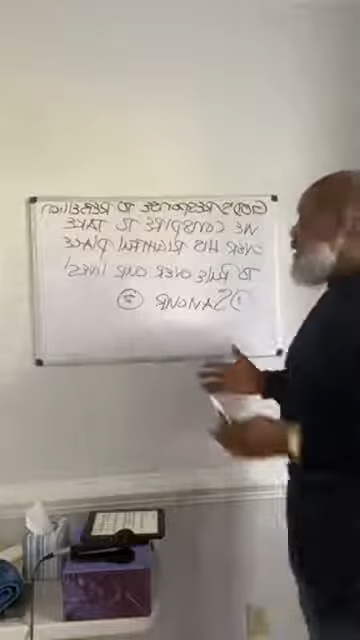 GOD'S RESPONSE TO REBELLION
WE CONSPIRE TO TAKE
OVER HIS RIGHTFUL PLACE
TO RULE OVER OUR LIVES!